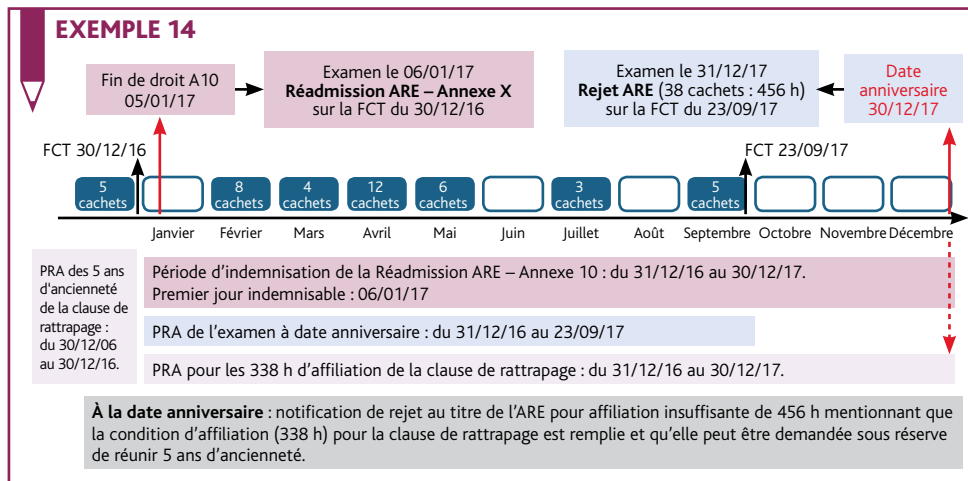 EXEMPLE 14
Fin de droit A10
05/01/17
Examen le 06/01/17
Réadmission ARE – Annexe X
sur la FCT du 30/12/16
Examen le 31/12/17
Rejet ARE (38 cachets : 456 h)
sur la FCT du 23/09/17
Date
anniversaire
30/12/17
FCT 30/12/16
FCT 23/09/17
5
cachets
8
cachets
4
cachets
12
cachets
6
cachets
3
cachets
5
cachets
Janvier
Février
Mars
Avril
Mai
Juin
Juillet
Août
Septembre
Octobre
Novembre
Décembre
PRA des 5 ans
d'ancienneté
de la clause de
rattrapage :
du 30/12/06
au 30/12/16.
Période d'indemnisation de la Réadmission ARE – Annexe 10 : du 31/12/16 au 30/12/17.
Premier jour indemnisable : 06/01/17
PRA de l'examen à date anniversaire : du 31/12/16 au 23/09/17
PRA pour les 338 h d'affiliation de la clause de rattrapage : du 31/12/16 au 30/12/17.
À la date anniversaire : notification de rejet au titre de l'ARE pour affiliation insuffisante de 456 h mentionnant que
la condition d'affiliation (338 h) pour la clause de rattrapage est remplie et qu'elle peut être demandée sous réserve
de réunir 5 ans d'ancienneté.